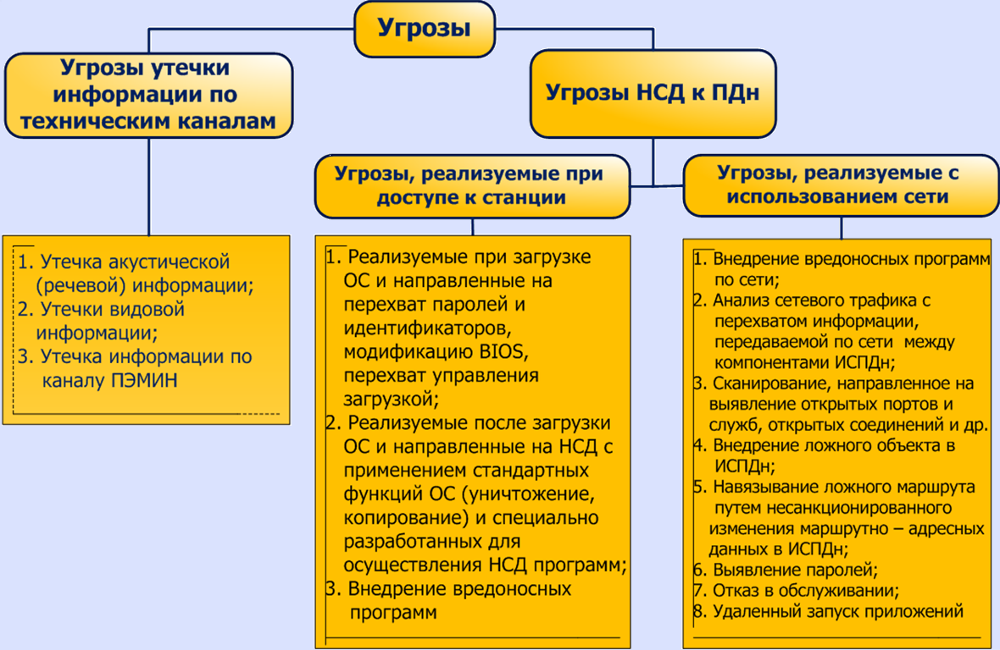 Угрозы
Угрозы утечки
информации по
техническим каналам
Угрозы НСД к ПДн
Угрозы, реализуемые при
доступе к станции
Угрозы, реализуемые с
использованием сети
1. Утечка акустической
(речевой) информации;
2. Утечки видовой
информации;
3. Утечка информации по
каналу ПЭМИН
1. Реализуемые при загрузке
ОС и направленные на
перехват паролей и
идентификаторов,
модификацию BIOS,
перехват управления
загрузкой;
2. Реализуемые после загрузки
ОС и направленные на НСД с
применением стандартных
функций ОС (уничтожение,
копирование) и специально
разработанных для
осуществления НСД программ;
3. Внедрение вредоносных
программ
1. Внедрение вредоносных программ
по сети;
2. Анализ сетевого трафика с
перехватом информации,
передаваемой по сети между
компонентами ИСПДн;
3. Сканирование, направленное на
выявление открытых портов и
служб, открытых соединений и др.
4. Внедрение ложного объекта в
ИСПДн;
5. Навязывание ложного маршрута
путем несанкционированного
изменения маршрутно – адресных
данных в ИСПДн;
6. Выявление паролей;
7. Отказ в обслуживании;
8. Удаленный запуск приложений